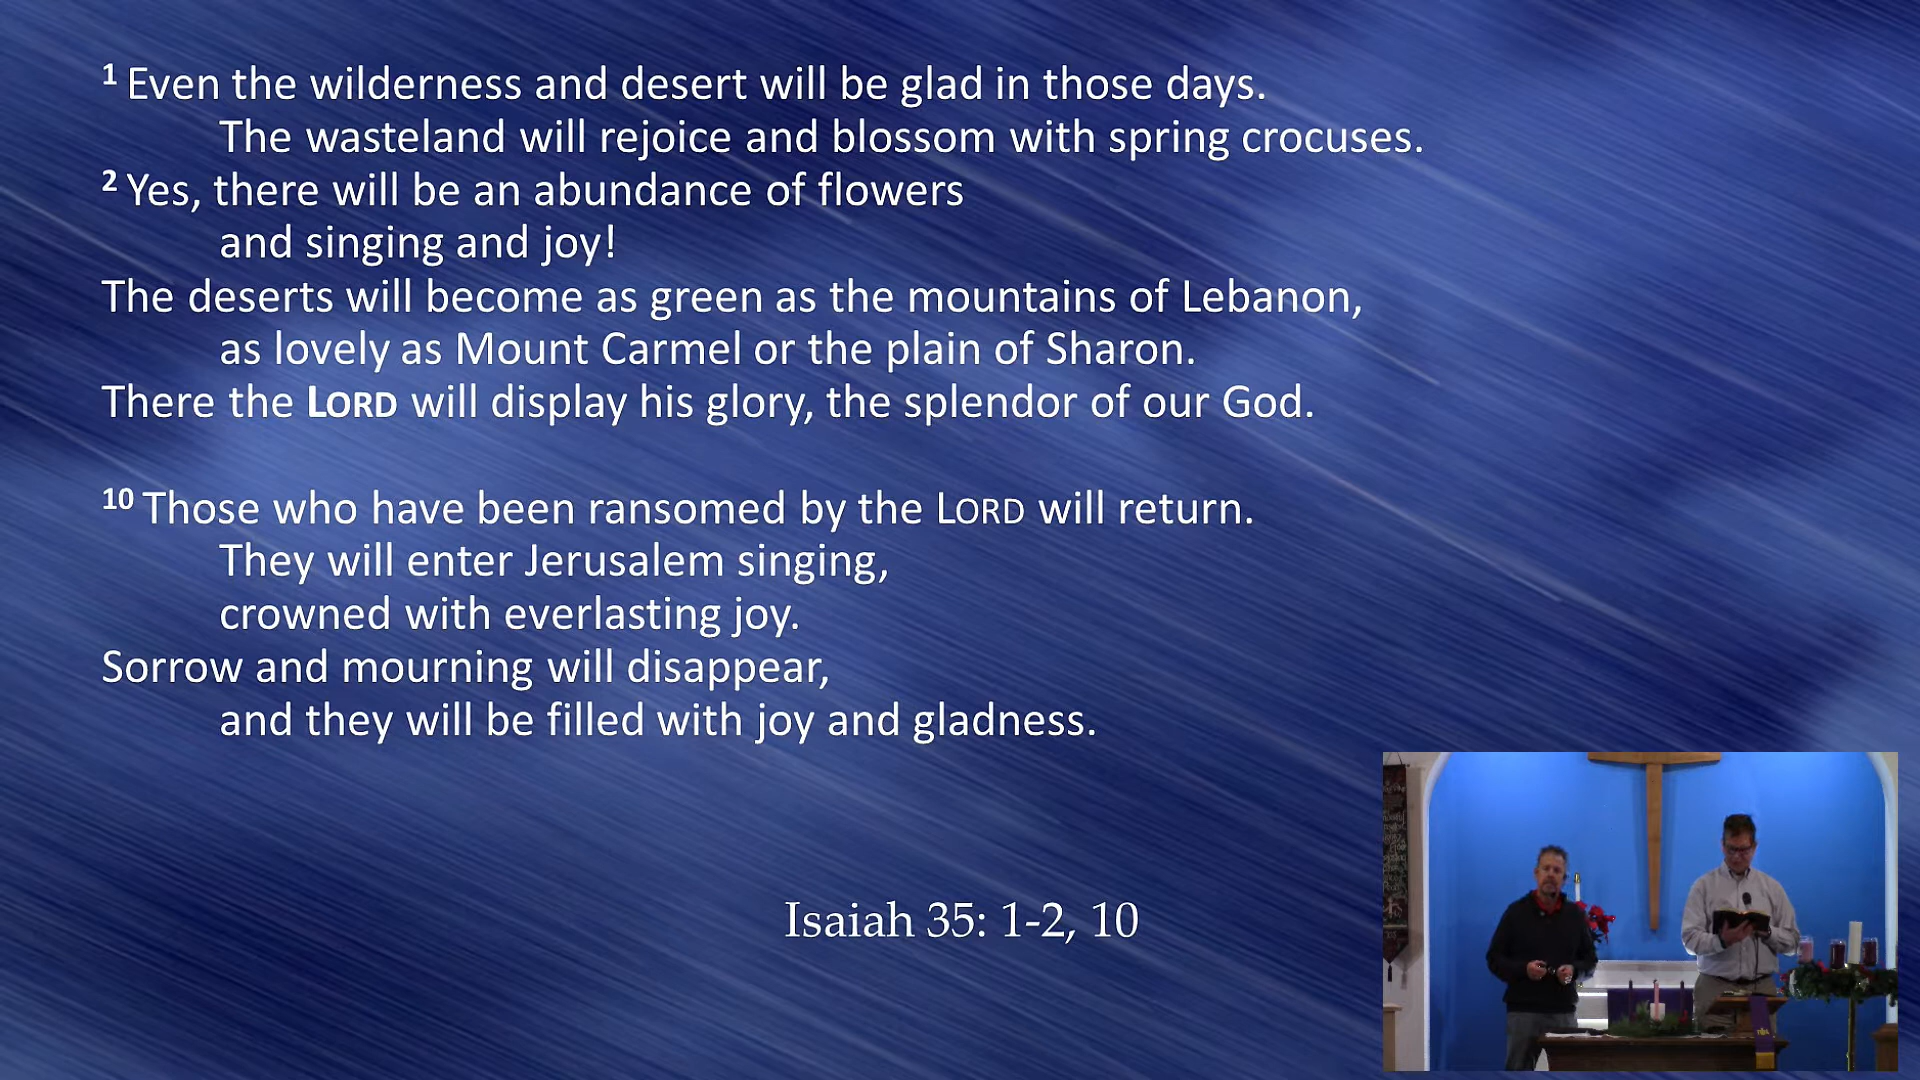 1 Even the wilderness and desert will be glad in those days.
The wasteland will rejoice and blossom with spring crocuses.
2 Yes, there will be an abundance of flowers
and singing and joy!
The deserts will become as green as the mountains of Lebanon,
as lovely as Mount Carmel or the plain of Sharon.
There the LORD will display his glory, the splendor of our God.
10 Those who have been ransomed by the LORD will return.
They will enter Jerusalem singing,
crowned with everlasting joy.
Sorrow and mourning will disappear,
and they will be filled with joy and gladness.
Isaiah 35: 1-2, 10